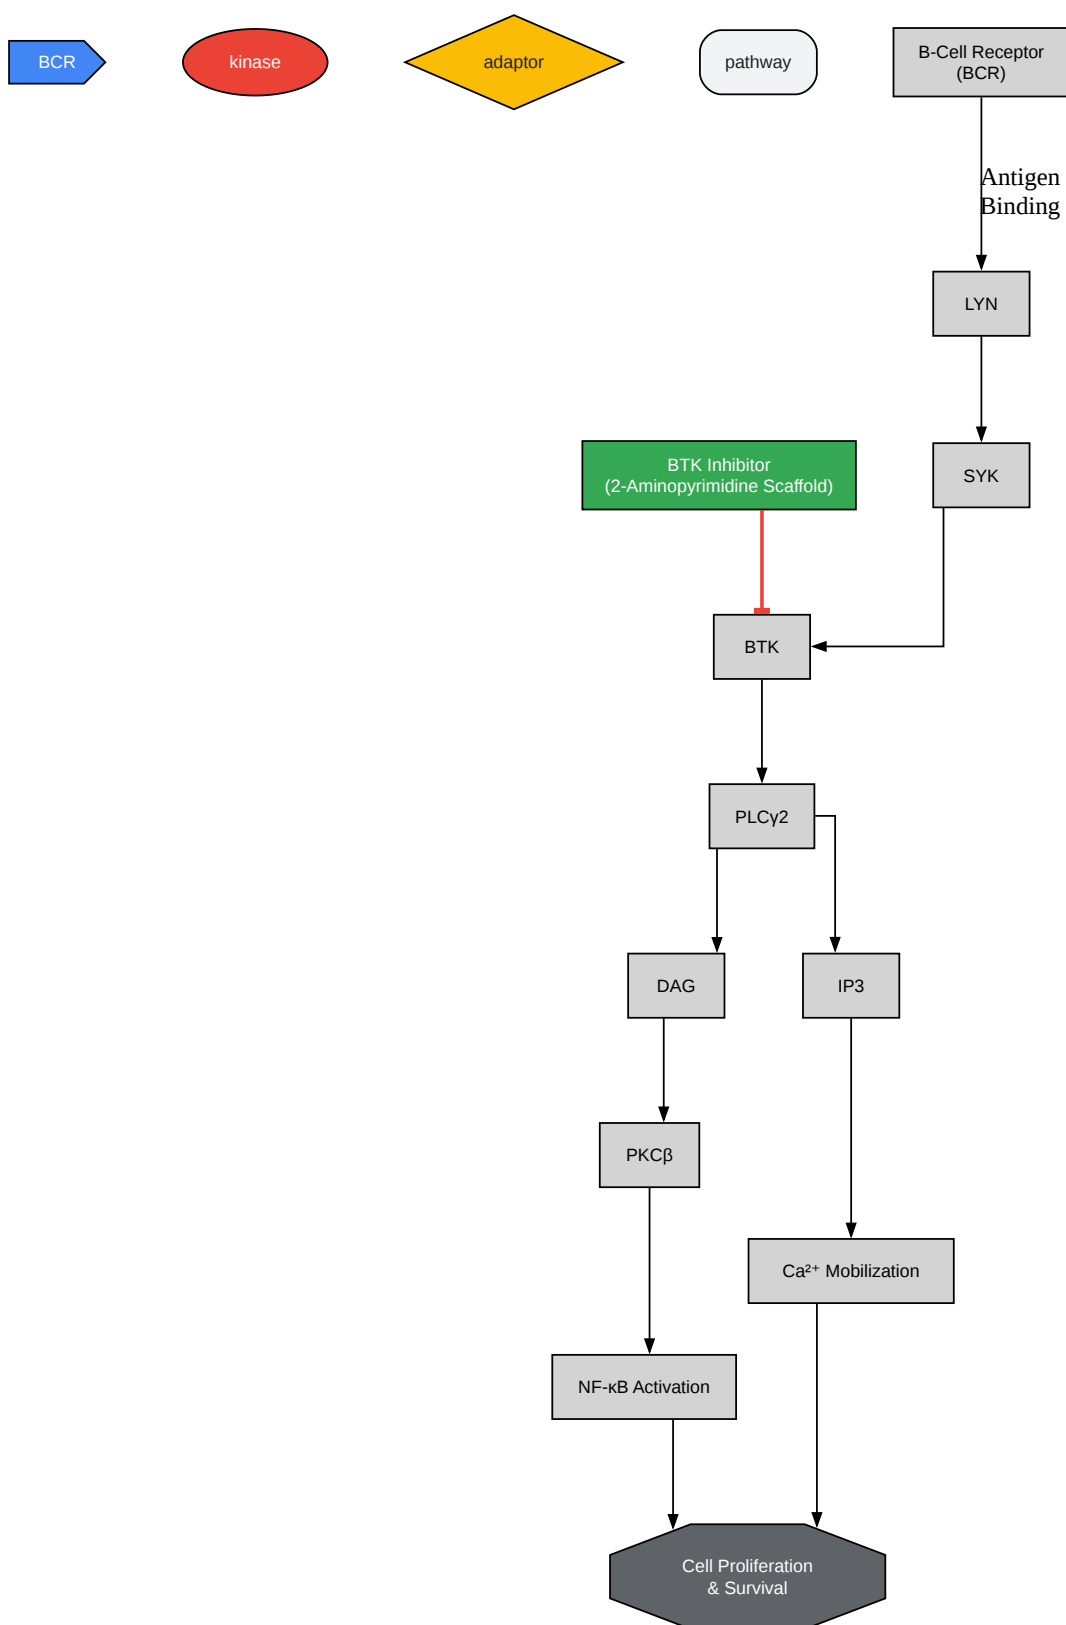 BCR
kinase
adaptor
pathway
B-Cell Receptor
(BCR)
Antigen
Binding
LYN
SYK
BTK Inhibitor
(2-Aminopyrimidine Scaffold)
BTK
PLCγ2
DAG
IP3
PKCβ
Ca²⁺ Mobilization
NF-κB Activation
Cell Proliferation
& Survival